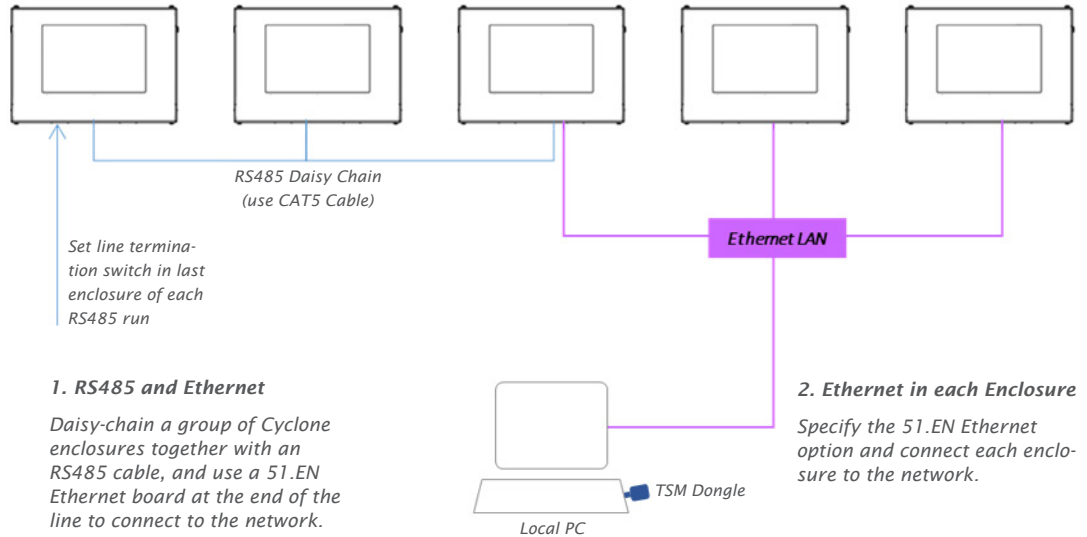 RS485 Daisy Chain
(use CAT5 Cable)
Ethernet LAN
Set line termina-
tion switch in last
enclosure of each
RS485 run
1. RS485 and Ethernet
Daisy-chain a group of Cyclone
enclosures together with an
RS485 cable, and use a 51.EN
Ethernet board at the end of the
line to connect to the network.
2. Ethernet in each Enclosure
Specify the 51.EN Ethernet
option and connect each enclo-
sure to the network.
TSM Dongle
Local PC